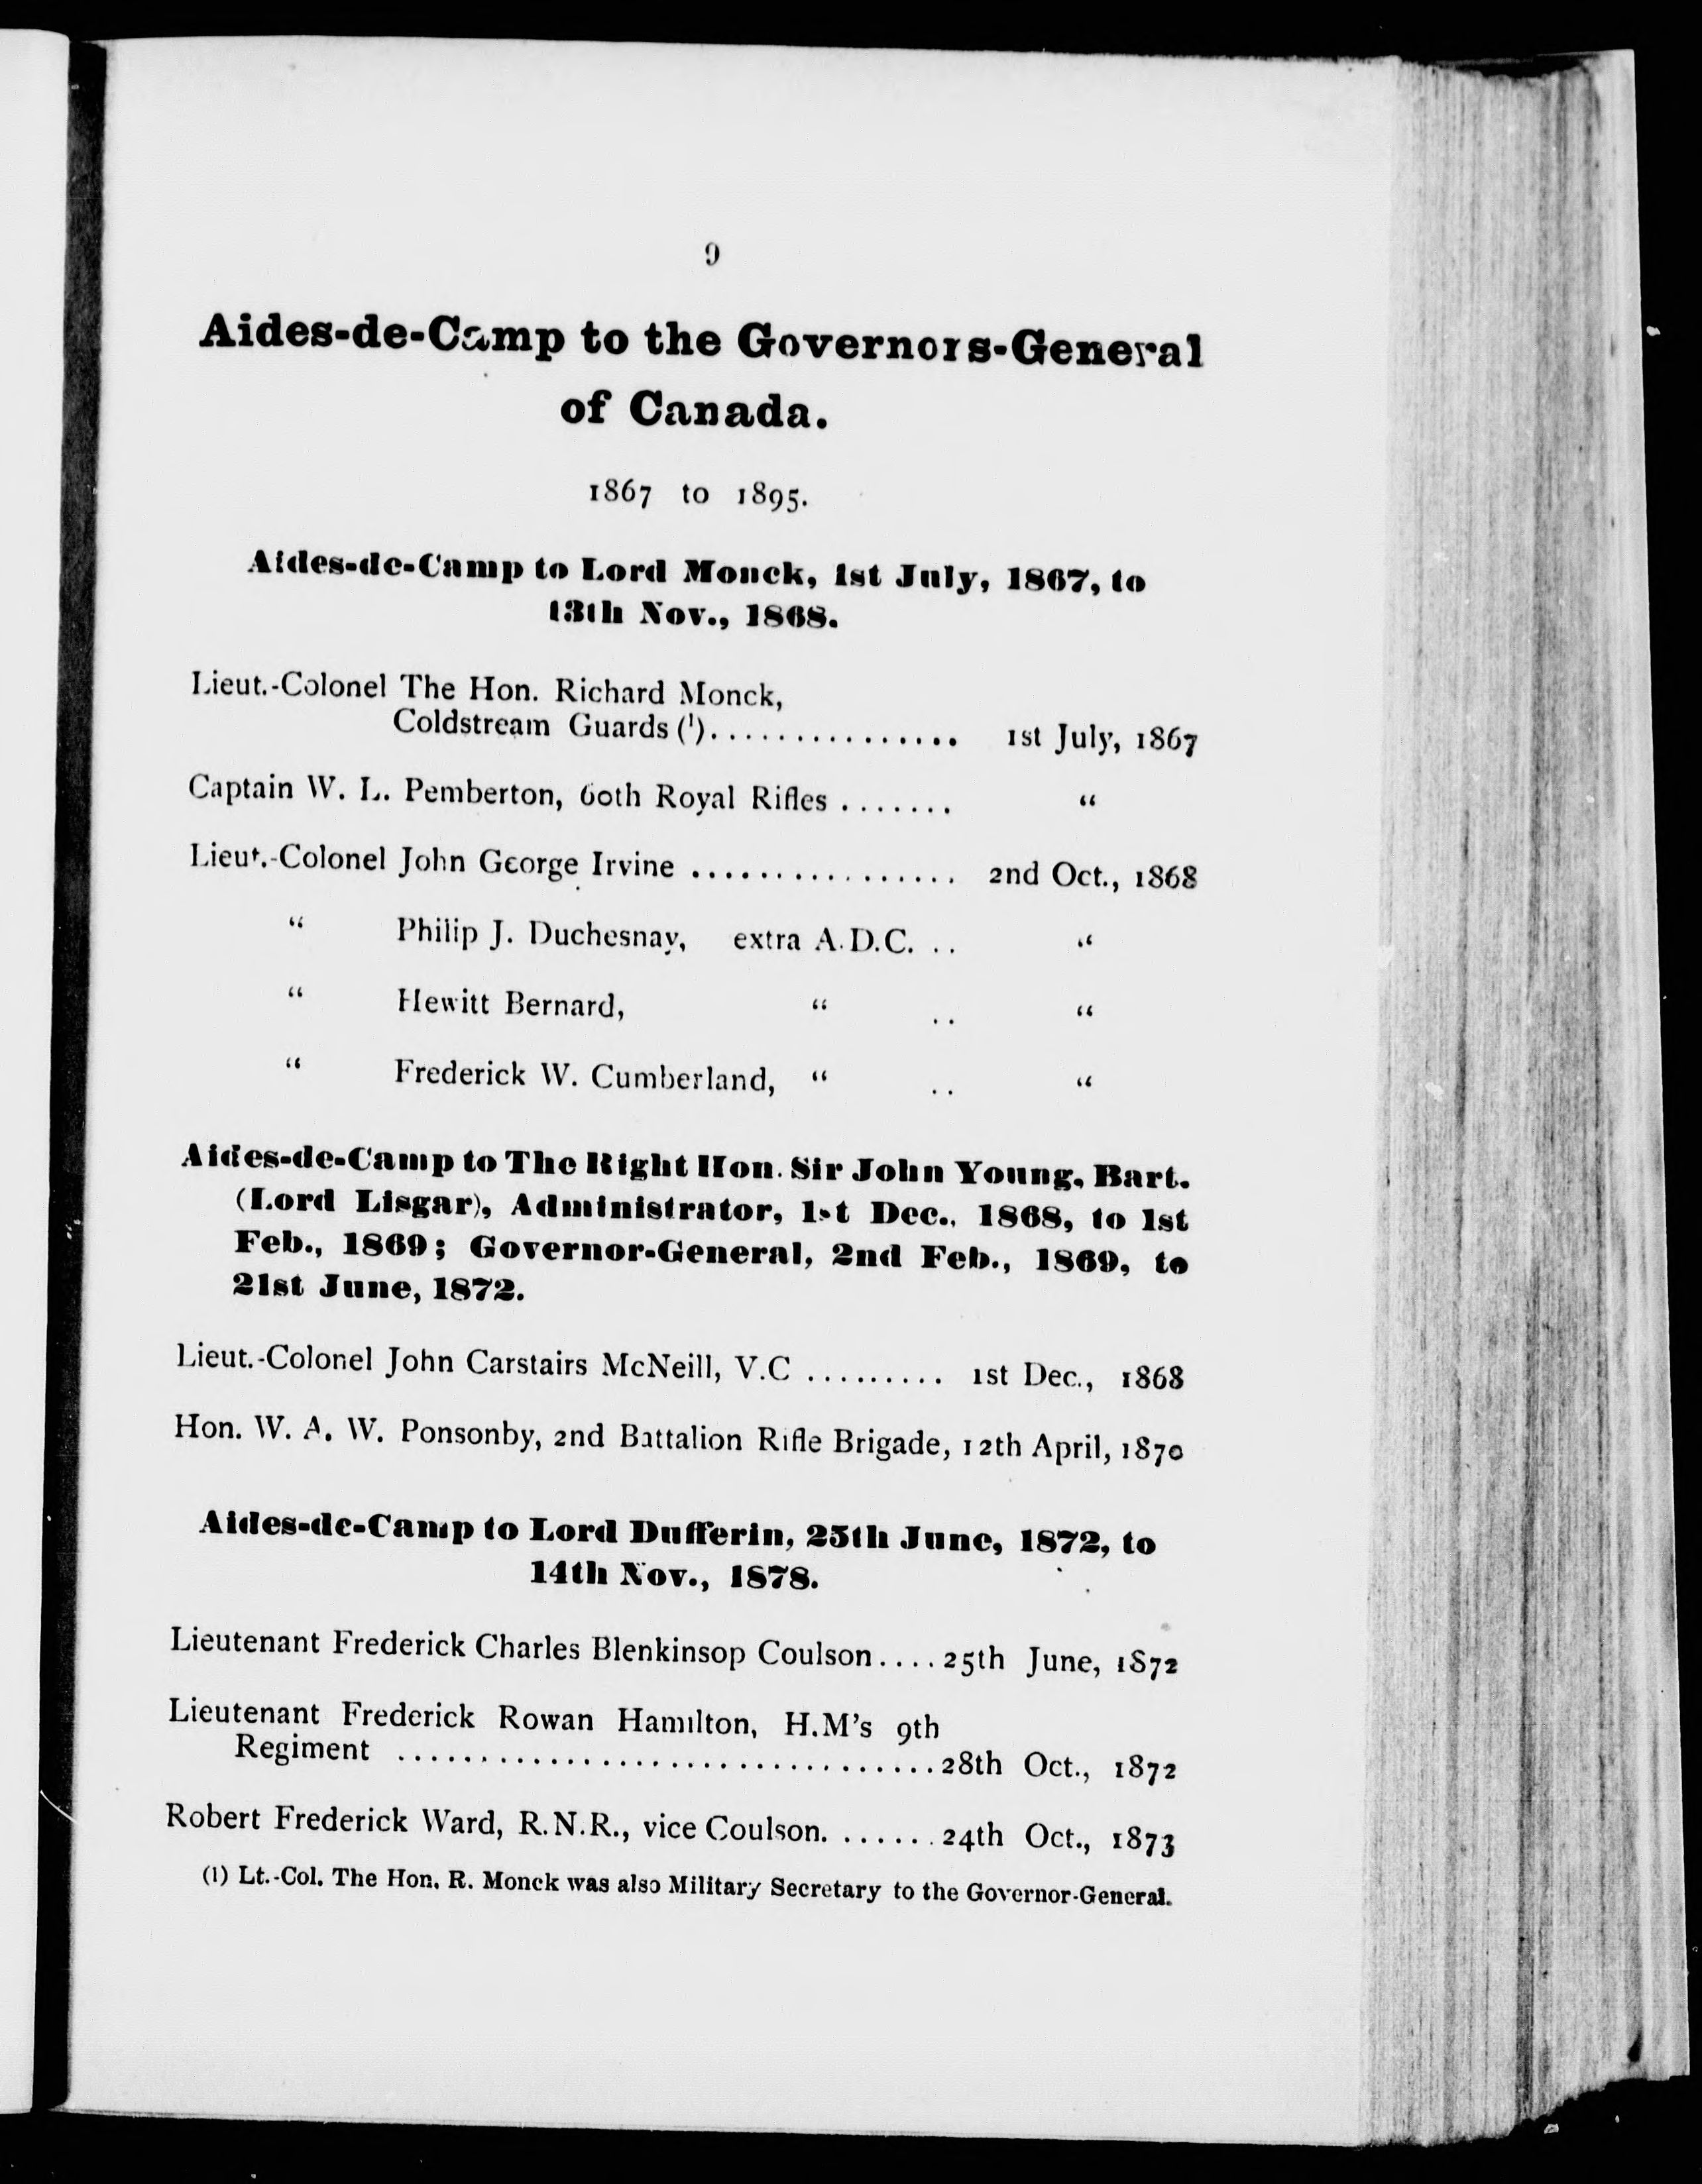 9
Aides-de-Camp to the Governors-General
of Canada.
1867 to 1895.
Aides-de-Camp to Lord Monck, 1st July, 1867, to
13th Nov., 1868.
Lieut.-Colonel The Hon. Richard Monck,
Coldstream Guards (¹)................ 1st July, 1867
Captain W. L. Pemberton, 60th Royal Rifles ....... “
Lieut.-Colonel John George Irvine ................ 2nd Oct., 1868
“ Philip J. Duchesnay, extra A.D.C. .. “
“ Hewitt Bernard, “ .. “
“ Frederick W. Cumberland, “ .. “
Aides-de-Camp to The Right Hon. Sir John Young, Bart.
(Lord Lisgar), Administrator, 1st Dec., 1868, to 1st
Feb., 1869; Governor-General, 2nd Feb., 1869, to
21st June, 1872.
Lieut.-Colonel John Carstairs McNeill, V.C ......... 1st Dec., 1868
Hon. W. A. W. Ponsonby, 2nd Battalion Rifle Brigade, 12th April, 1870
Aides-de-Camp to Lord Dufferin, 25th June, 1872, to
14th Nov., 1878.
Lieutenant Frederick Charles Blenkinsop Coulson....25th June, 1872
Lieutenant Frederick Rowan Hamilton, H.M's 9th
Regiment ................................28th Oct., 1872
Robert Frederick Ward, R.N.R., vice Coulson. ......24th Oct., 1873
(1) Lt.-Col. The Hon. R. Monck was also Military Secretary to the Governor-General.